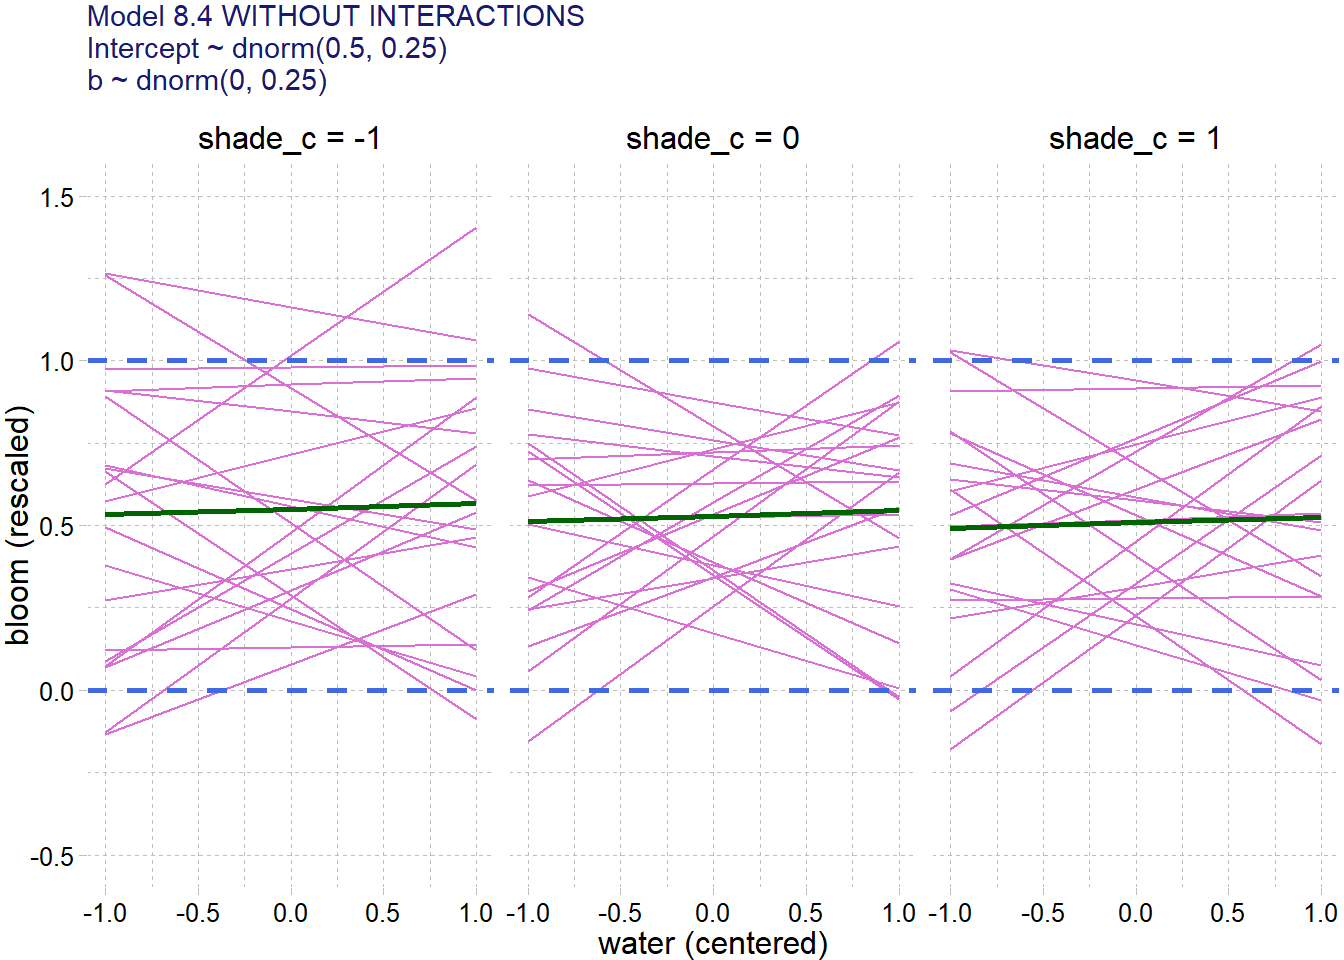 Model 8.4 WITHOUT INTERACTIONS
Intercept ~ dnorm(0.5, 0.25)
b ~ dnorm(0, 0.25)
shade_c = -1
shade_c = 0
shade_c = 1
1.5
1.0
0.5
0.0
-0.5
bloom (rescaled)
-1.0 -0.5 0.0 0.5 1.0
-1.0 -0.5 0.0 0.5 1.0
-1.0 -0.5 0.0 0.5 1.0
water (centered)